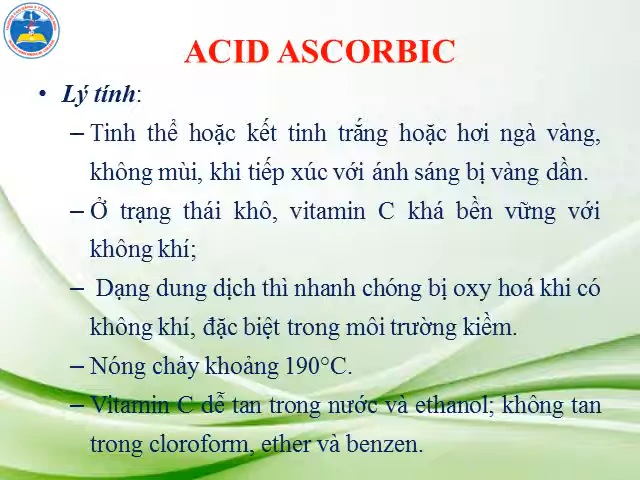 ACID ASCORBIC
• Lý tính:
– Tinh thể hoặc kết tinh trắng hoặc hơi ngà vàng,
không mùi, khi tiếp xúc với ánh sáng bị vàng dần.
– Ở trạng thái khô, vitamin C khá bền vững với
không khí;
– Dạng dung dịch thì nhanh chóng bị oxy hoá khi có
không khí, đặc biệt trong môi trường kiềm.
– Nóng chảy khoảng 190°C.
– Vitamin C dễ tan trong nước và ethanol; không tan
trong cloroform, ether và benzen.